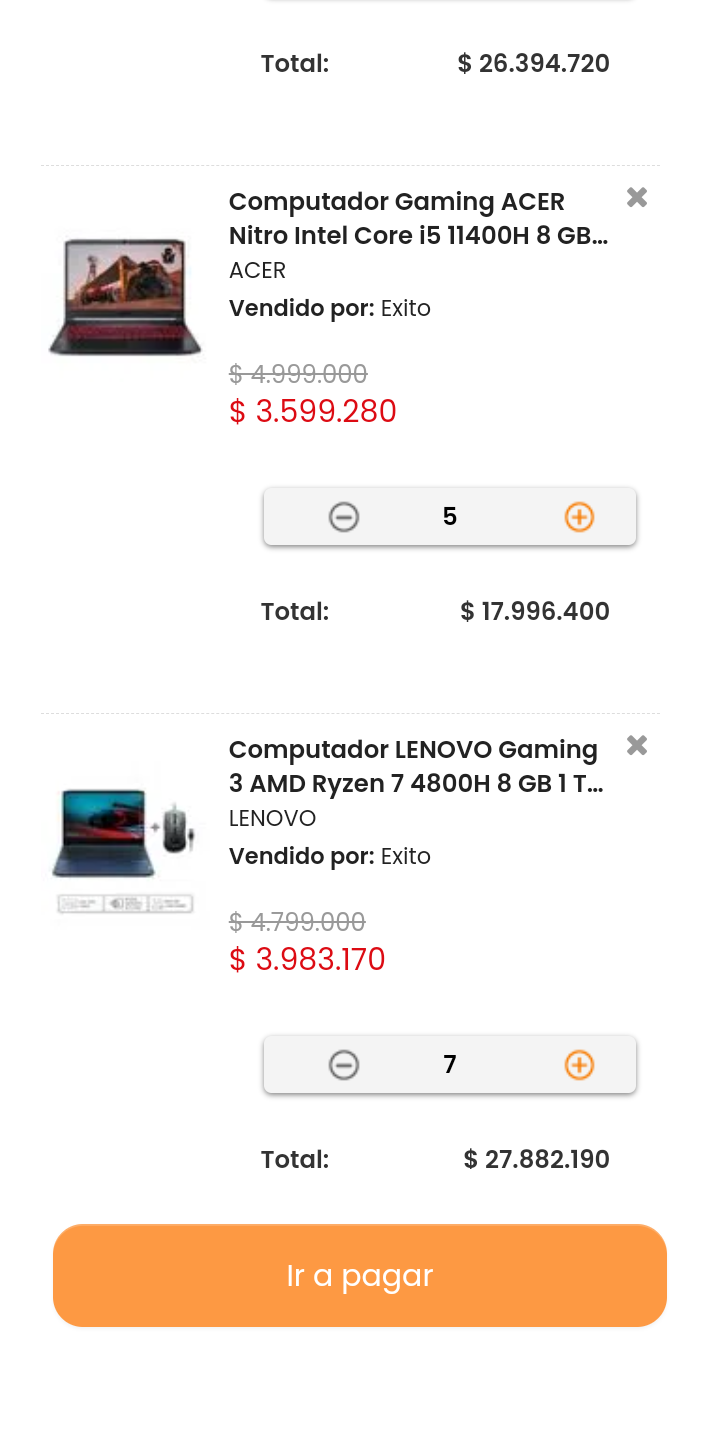 Total: $ 26.394.720
Computador Gaming ACER
Nitro Intel Core i5 11400H 8 GB...
ACER
Vendido por: Exito
$ 4.999.000
$ 3.599.280
5
Total: $ 17.996.400
Computador LENOVO Gaming
3 AMD Ryzen 7 4800H 8 GB 1 T...
LENOVO
Vendido por: Exito
$ 4.799.000
$ 3.983.170
7
Total: $ 27.882.190
Ir a pagar